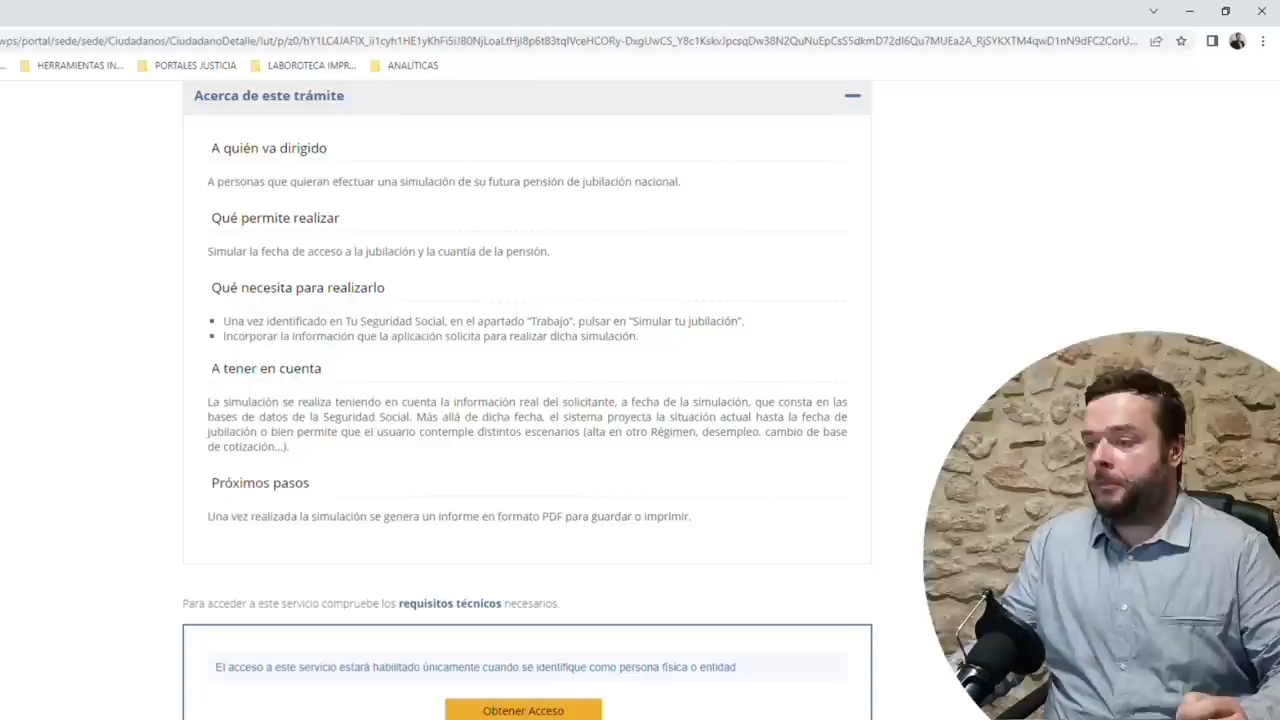 HERRAMIENTAS IN...
PORTALES JUSTICIA
LABOROTECA IMPR...
ANALÍTICAS
Acerca de este trámite
A quién va dirigido
A personas que quieran efectuar una simulación de su futura pensión de jubilación nacional.
Qué permite realizar
Simular la fecha de acceso a la jubilación y la cuantía de la pensión.
Qué necesita para realizarlo
Una vez identificado en Tu Seguridad Social, en el apartado “Trabajo”, pulsar en “Simular tu jubilación”.
Incorporar la información que la aplicación solicita para realizar dicha simulación.
A tener en cuenta
La simulación se realiza teniendo en cuenta la información real del solicitante, a fecha de la simulación, que consta en las
bases de datos de la Seguridad Social. Más allá de dicha fecha, el sistema proyecta la situación actual hasta la fecha de
jubilación o bien permite que el usuario contemple distintos escenarios (alta en otro Régimen, desempleo, cambio de base
de cotización...).
Próximos pasos
Una vez realizada la simulación se genera un informe en formato PDF para guardar o imprimir.
Para acceder a este servicio compruebe los requisitos técnicos necesarios.
El acceso a este servicio estará habilitado únicamente cuando se identifique como persona física o entidad
Obtener Acceso